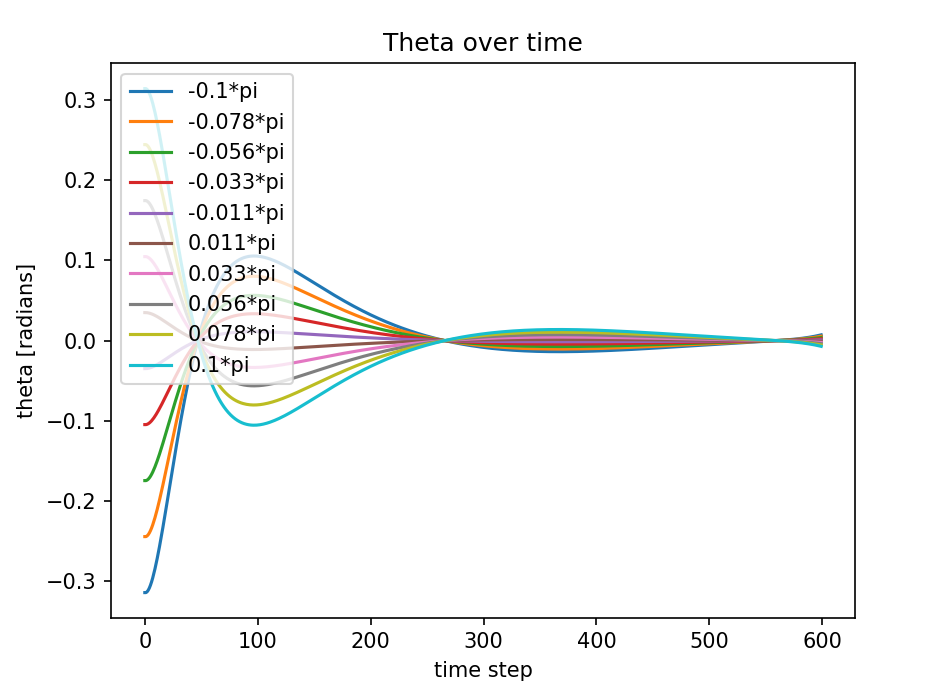 Theta over time
-0.1*pi
-0.078*pi
-0.056*pi
-0.033*pi
-0.011*pi
0.011*pi
0.033*pi
0.056*pi
0.078*pi
0.1*pi
0.3
0.2
0.1
0.0
−0.1
−0.2
−0.3
theta [radians]
0 100 200 300 400 500 600
time step